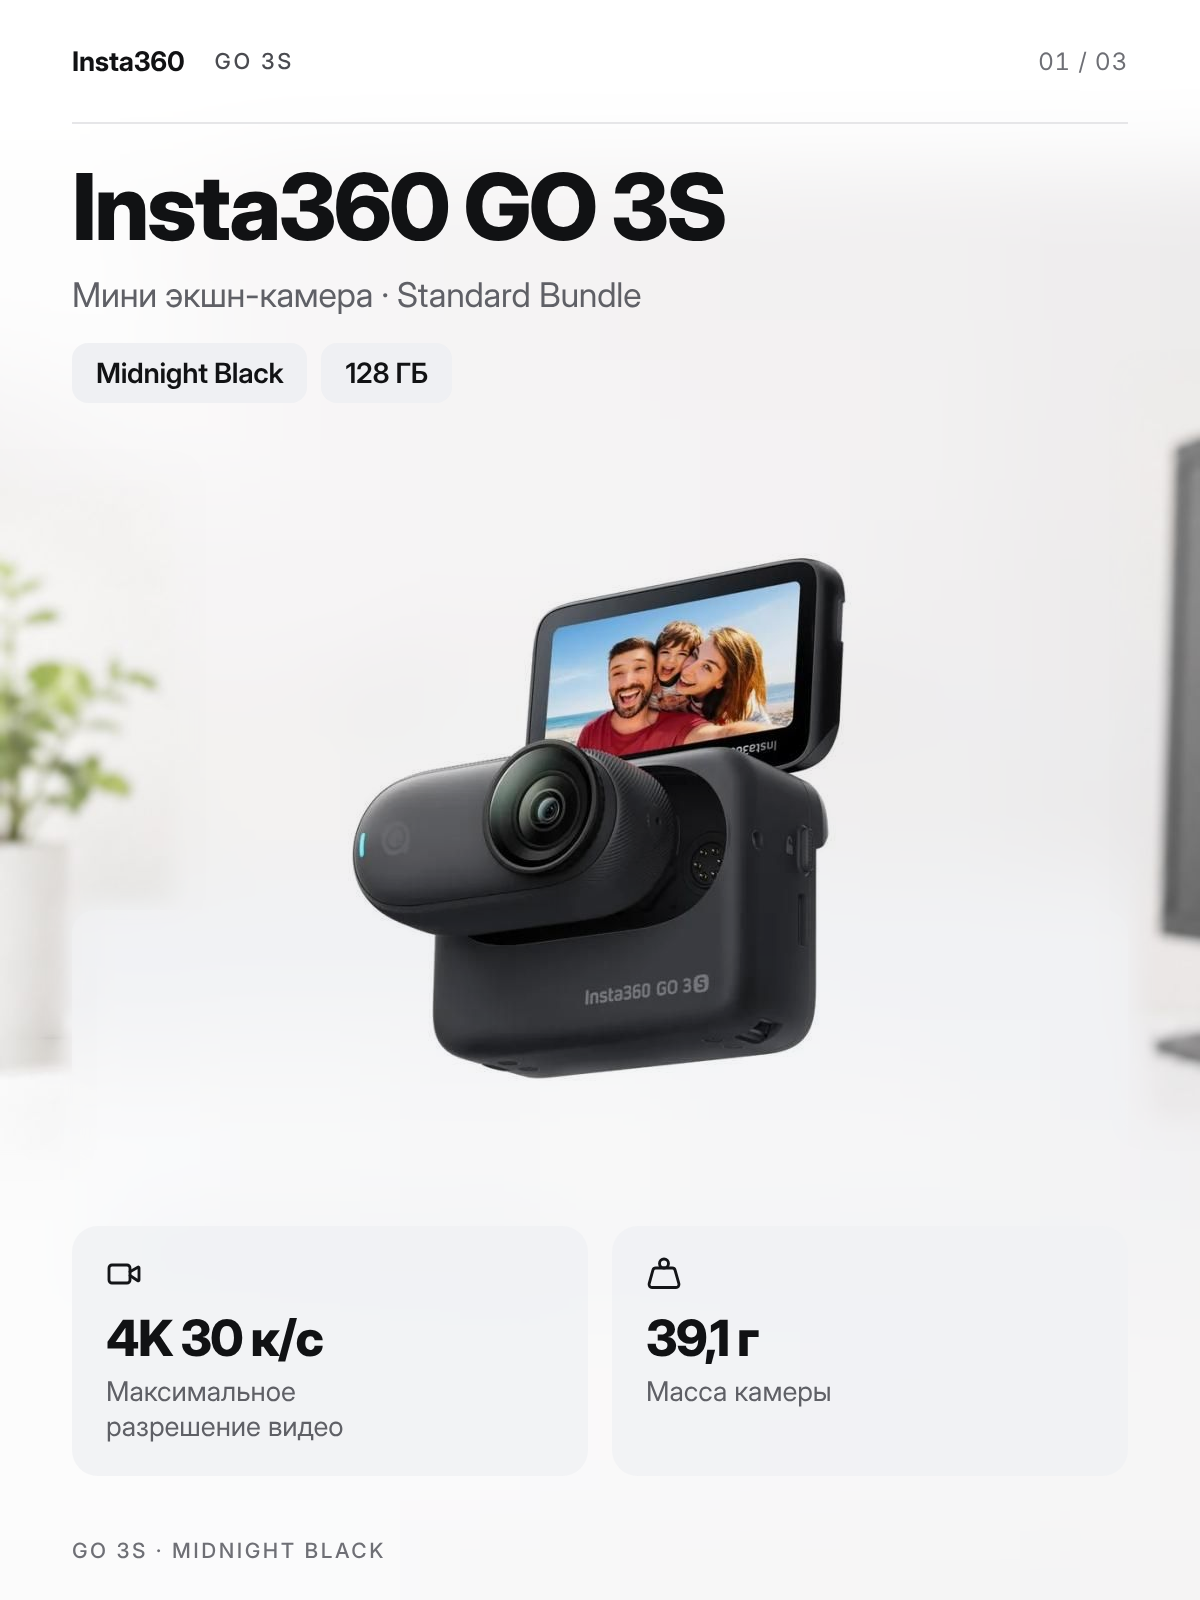 Insta360 GO 3S 01 / 03
Insta360 GO 3S
Мини экшн-камера · Standard Bundle
Midnight Black 128 ГБ
Insta360
Insta360 GO 3S
4K 30 к/с 39,1 г
Максимальное Масса камеры
разрешение видео
GO 3S · MIDNIGHT BLACK